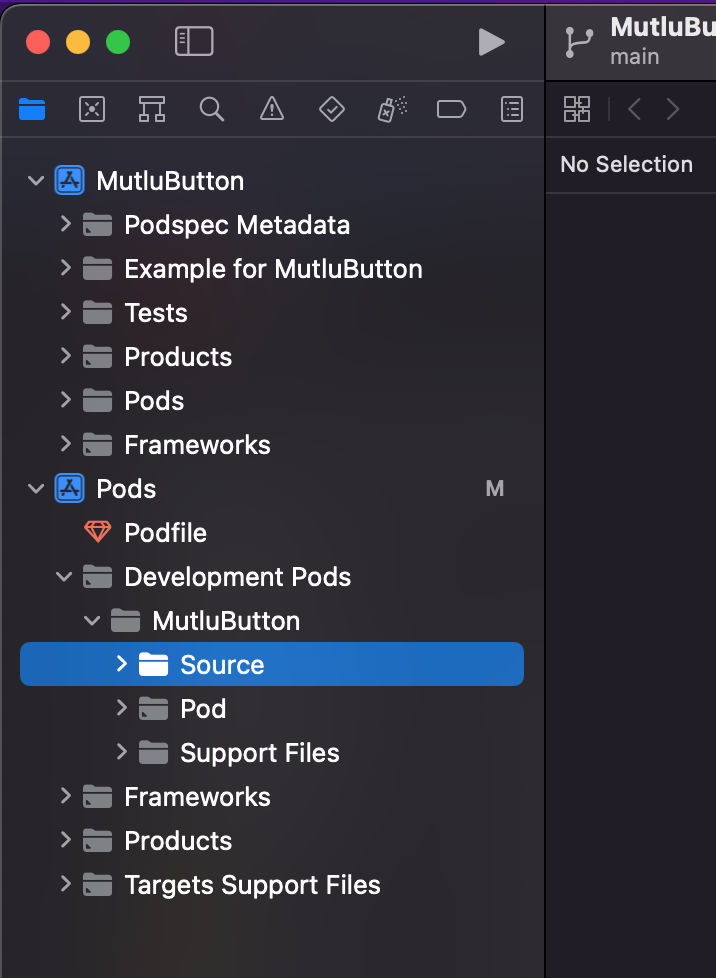 MutluBu
main
No Selection
MutluButton
Podspec Metadata
Example for MutluButton
Tests
Products
Pods
Frameworks
Pods M
Podfile
Development Pods
MutluButton
Source
Pod
Support Files
Frameworks
Products
Targets Support Files